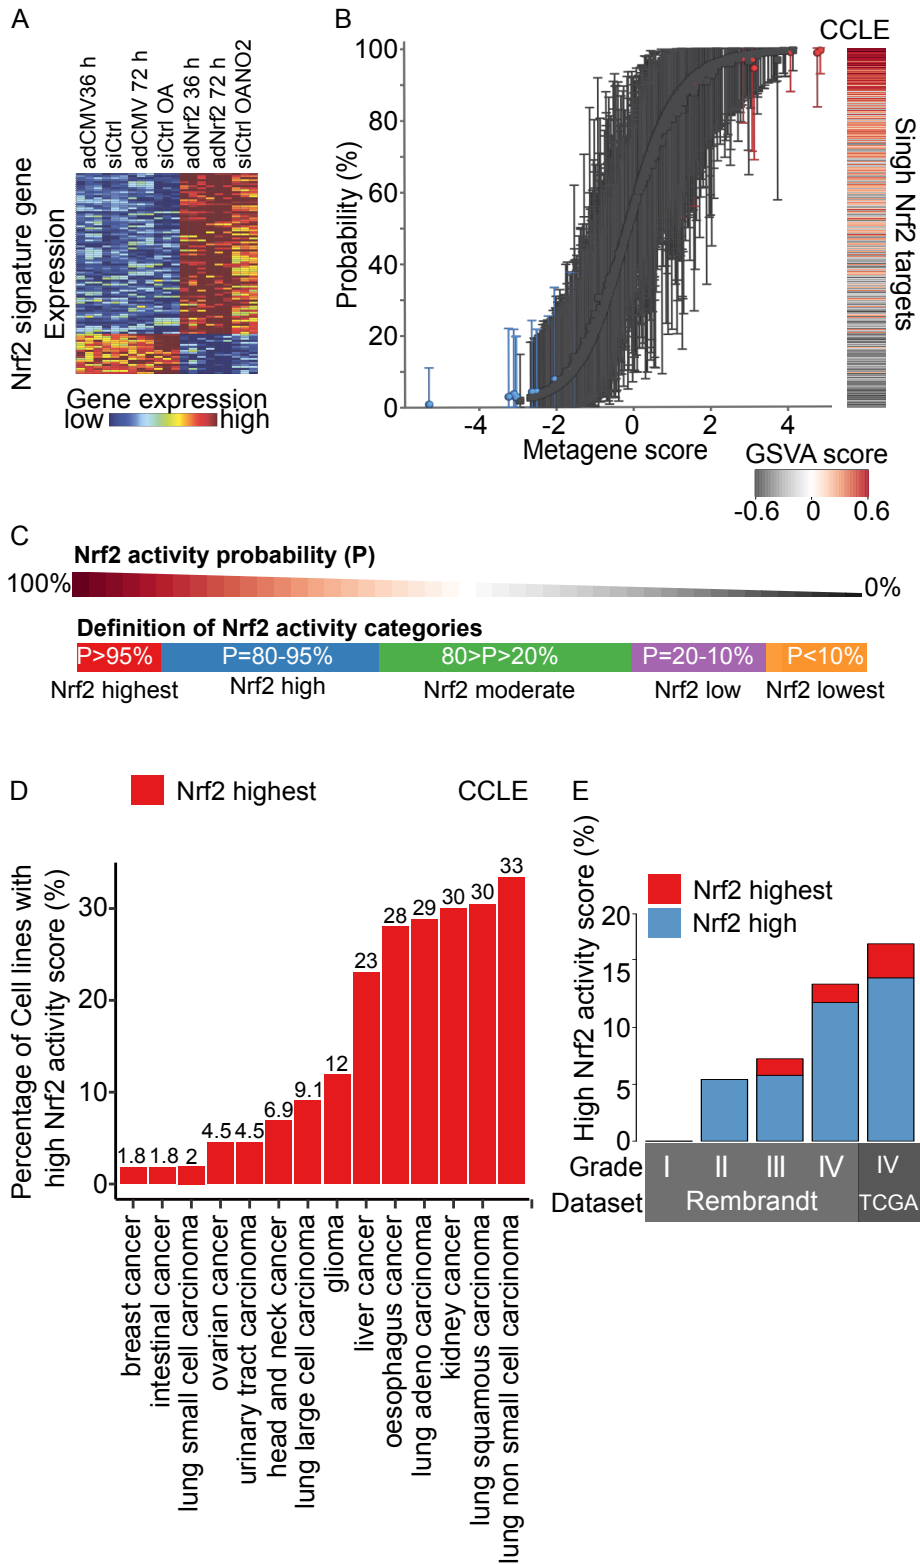 A
adCMV36 h
siCtrl
adCMV 72 h
siCtrl OA
adNrf2 36 h
adNrf2 72 h
siCtrl OANO2
Nrf2 signature gene
Expression
Gene expression
low
high
B
CCLE
Probability (%)
100
80
60
40
20
0
-4
-2
0
2
4
Metagene score
Singh Nrf2 targets
GSVA score
-0.6
0
0.6
C
Nrf2 activity probability (P)
100%
0%
Definition of Nrf2 activity categories
P>95%
P=80-95%
80>P>20%
P=20-10%
P<10%
Nrf2 highest
Nrf2 high
Nrf2 moderate
Nrf2 low
Nrf2 lowest
D
Nrf2 highest
CCLE
Percentage of Cell lines with
high Nrf2 activity score (%)
30
20
10
0
1.8
1.8
2
4.5
4.5
6.9
9.1
12
23
28
29
30
30
33
breast cancer
intestinal cancer
lung small cell carcinoma
ovarian cancer
urinary tract carcinoma
head and neck cancer
lung large cell carcinoma
glioma
liver cancer
oesophagus cancer
lung adeno carcinoma
kidney cancer
lung squamous carcinoma
lung non small cell carcinoma
E
High Nrf2 activity score (%)
Nrf2 highest
Nrf2 high
20
15
10
5
0
Grade
I
II
III
IV
IV
Dataset
Rembrandt
TCGA